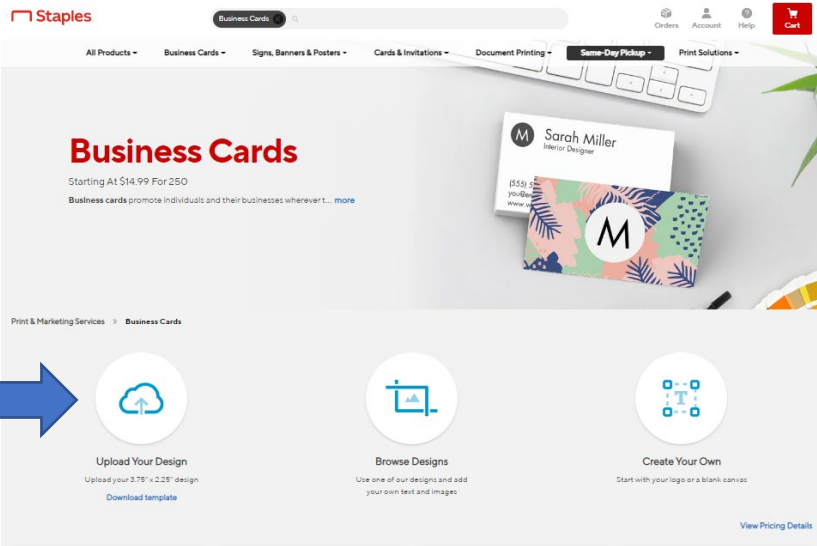 Staples
Business Cards
Orders Account Help Cart
All Products Business Cards Signs, Banners & Posters Cards & Invitations Document Printing Same-Day Pickup Print Solutions
Business Cards
Starting At $14.99 For 250
Business cards promote individuals and their businesses wherever t... more
M
Sarah Miller
Interior Designer
(555) 5
www.w
M
Print & Marketing Services » Business Cards
T
Upload Your Design
Upload your 3.75" x 2.25" design
Download template
Browse Designs
Use one of our designs and add
your own text and images
Create Your Own
Start with your logo or a blank canvas
View Pricing Details